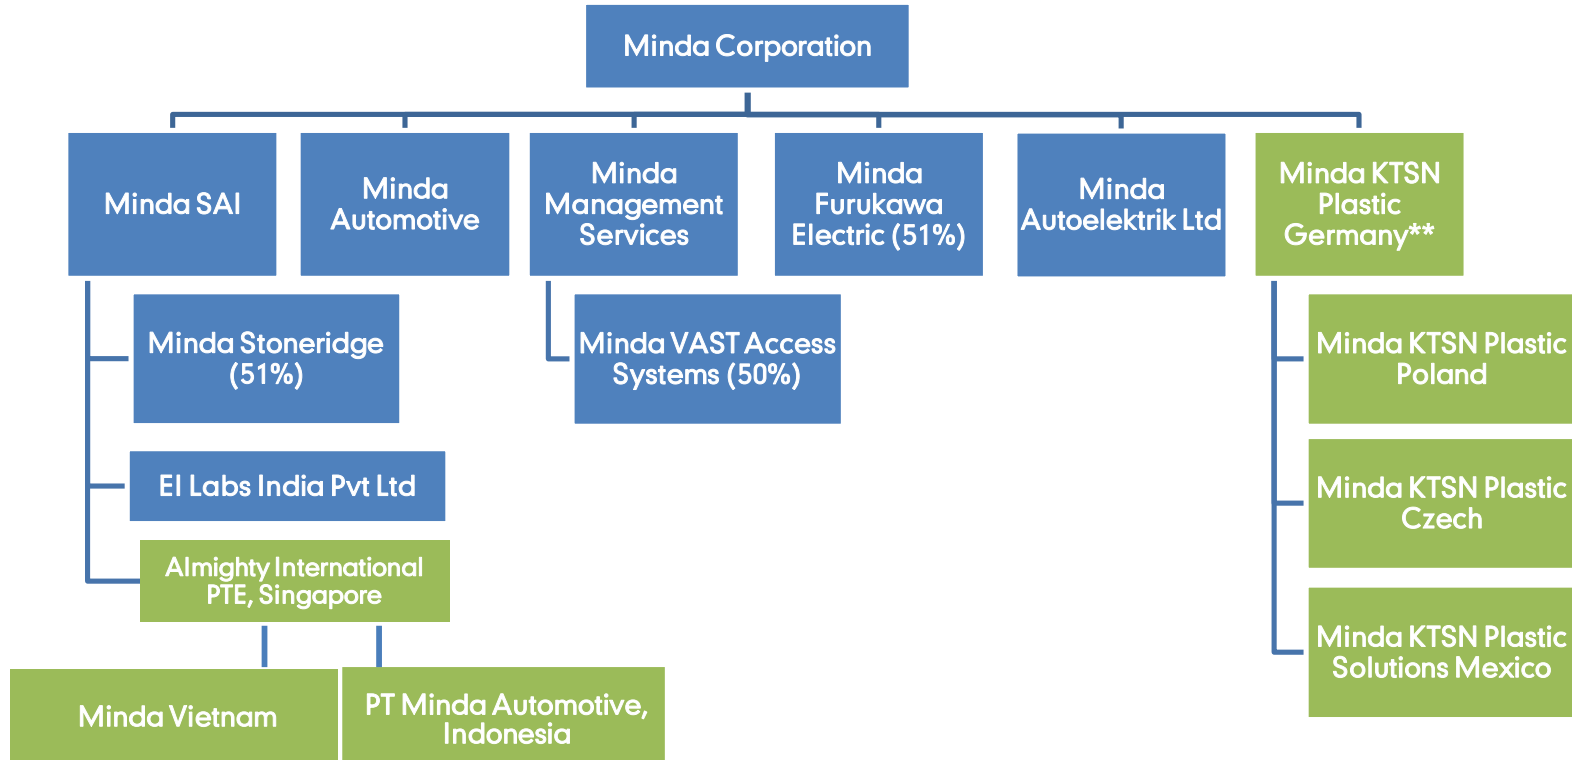 Minda Corporation
Minda SAI
Minda
Automotive
Minda
Management
Services
Minda
Furukawa
Electric (51%)
Minda
Autoelektrik Ltd
Minda KTSN
Plastic
Germany**
Minda Stoneridge
(51%)
Minda VAST Access
Systems (50%)
Minda KTSN Plastic
Poland
EI Labs India Pvt Ltd
Minda KTSN Plastic
Czech
Almighty International
PTE, Singapore
Minda KTSN Plastic
Solutions Mexico
Minda Vietnam
PT Minda Automotive,
Indonesia